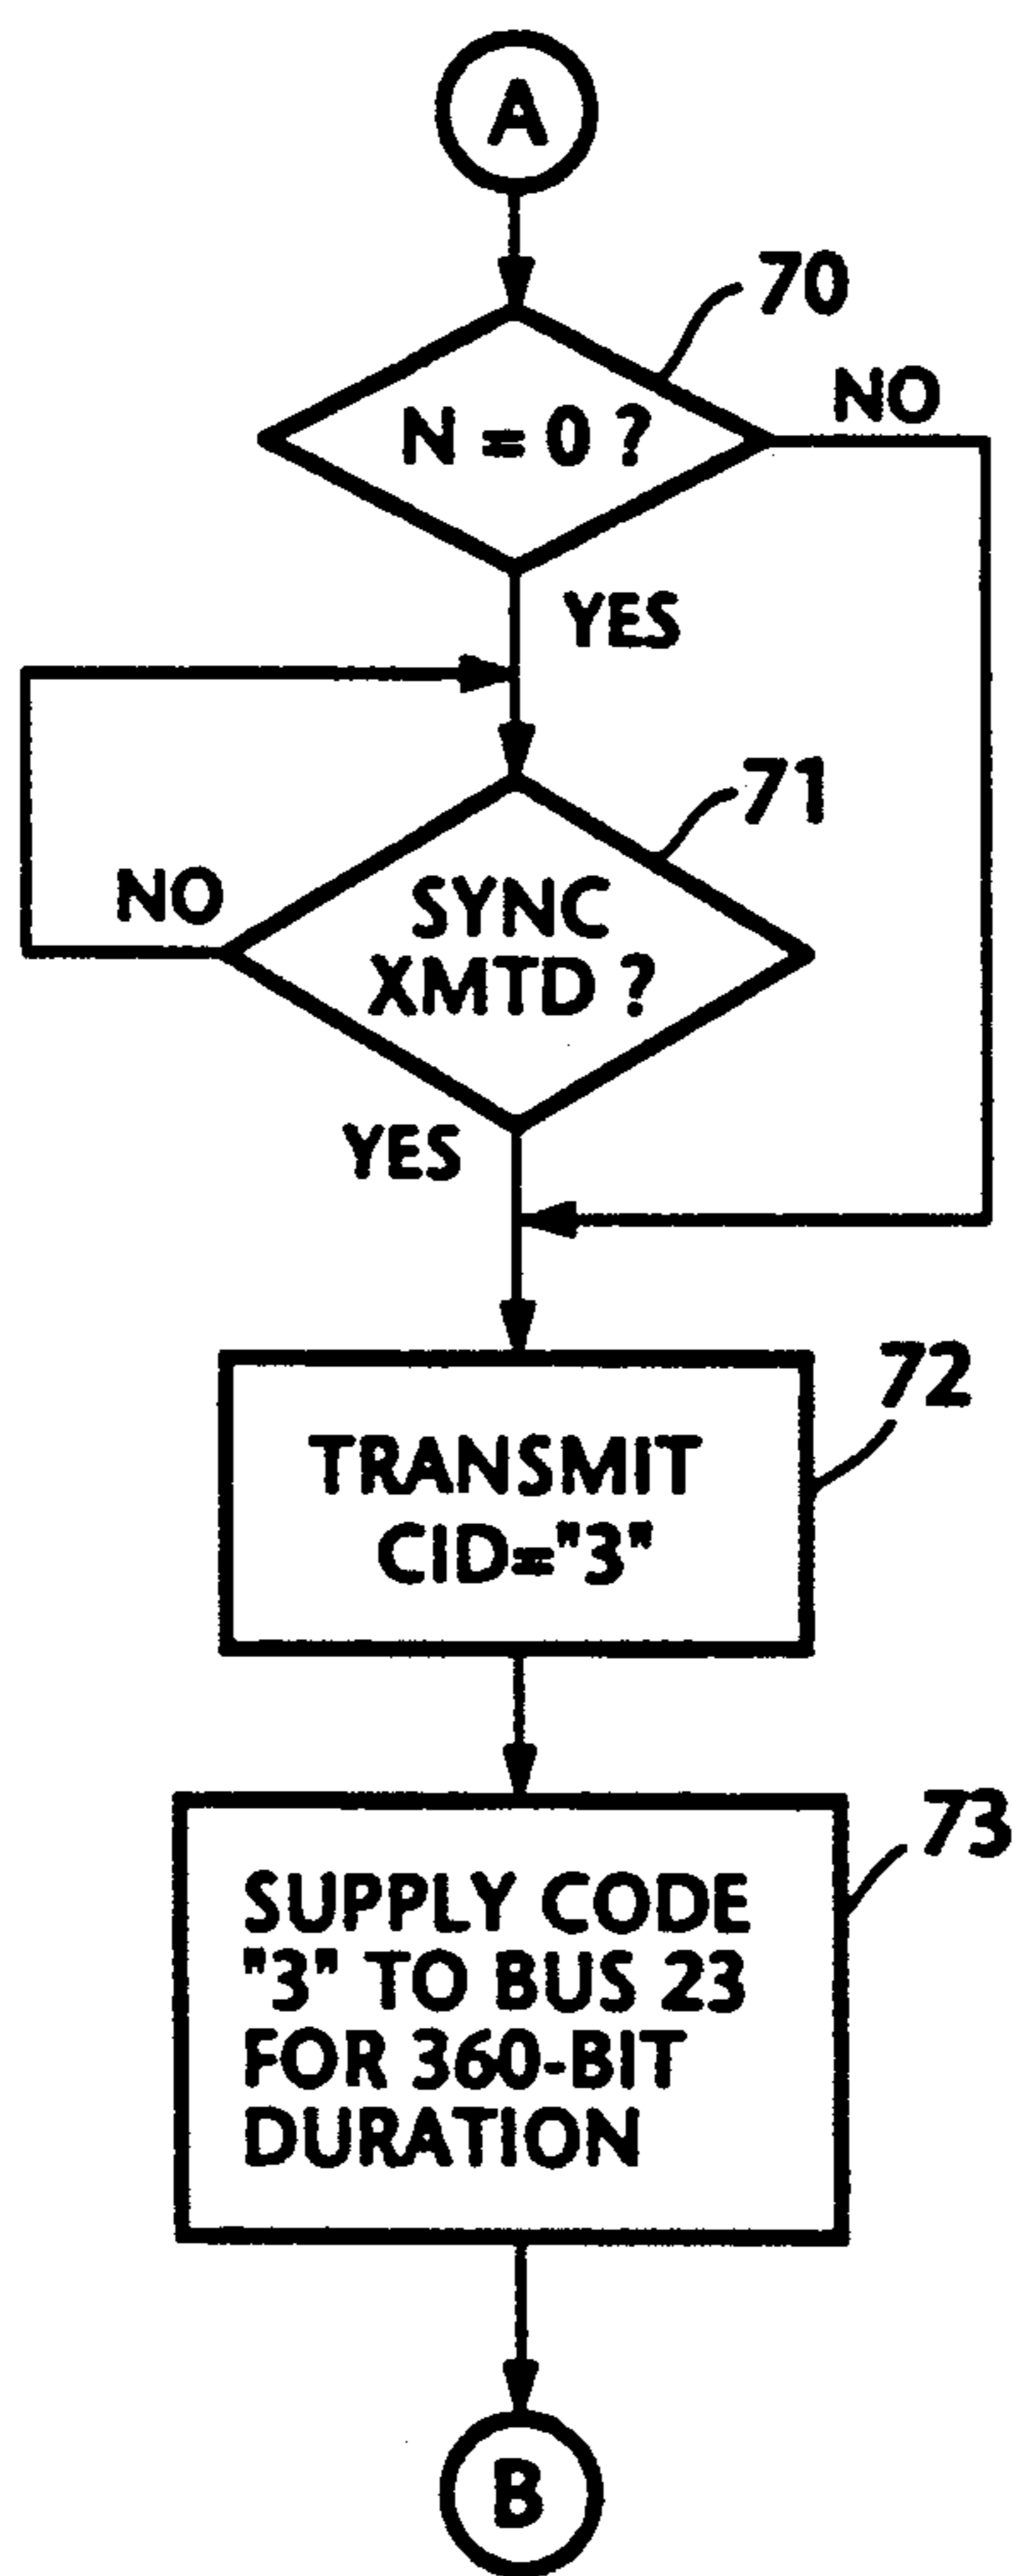 A
70
N = 0 ?
NO
YES
71
NO
SYNC
XMTD ?
YES
72
TRANSMIT
CID="3"
73
SUPPLY CODE
"3" TO BUS 23
FOR 360-BIT
DURATION
B